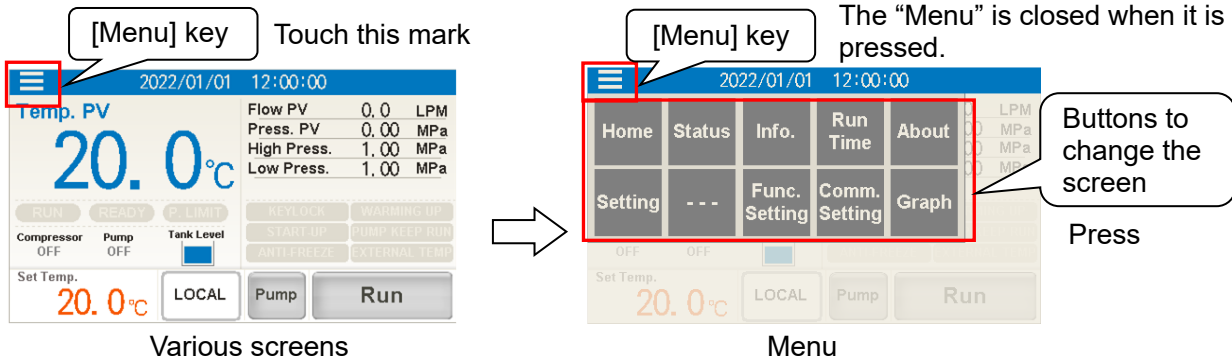 [Menu] key
Touch this mark
2022/01/01 12:00:00
Temp. PV
20.0℃
Flow PV 0.0 LPM
Press. PV 0.00 MPa
High Press. 1.00 MPa
Low Press. 1.00 MPa
RUN READY P. LIMIT
KEYLOCK WARMING UP
START UP PUMP KEEP RUN
ANTI FREEZE EXTERNAL TEMP
Compressor Pump Tank Level
OFF OFF
Set Temp.
20.0℃
LOCAL Pump Run
Various screens
[Menu] key
The “Menu” is closed when it is
pressed.
2022/01/01 12:00:00
Home Status Info. Run Time About
Setting --- Func. Setting Comm. Setting Graph
LPM
MPa
MPa
MPa
OFF OFF
Set Temp.
20.0℃
LOCAL Pump Run
Buttons to
change the
screen
Press
Menu